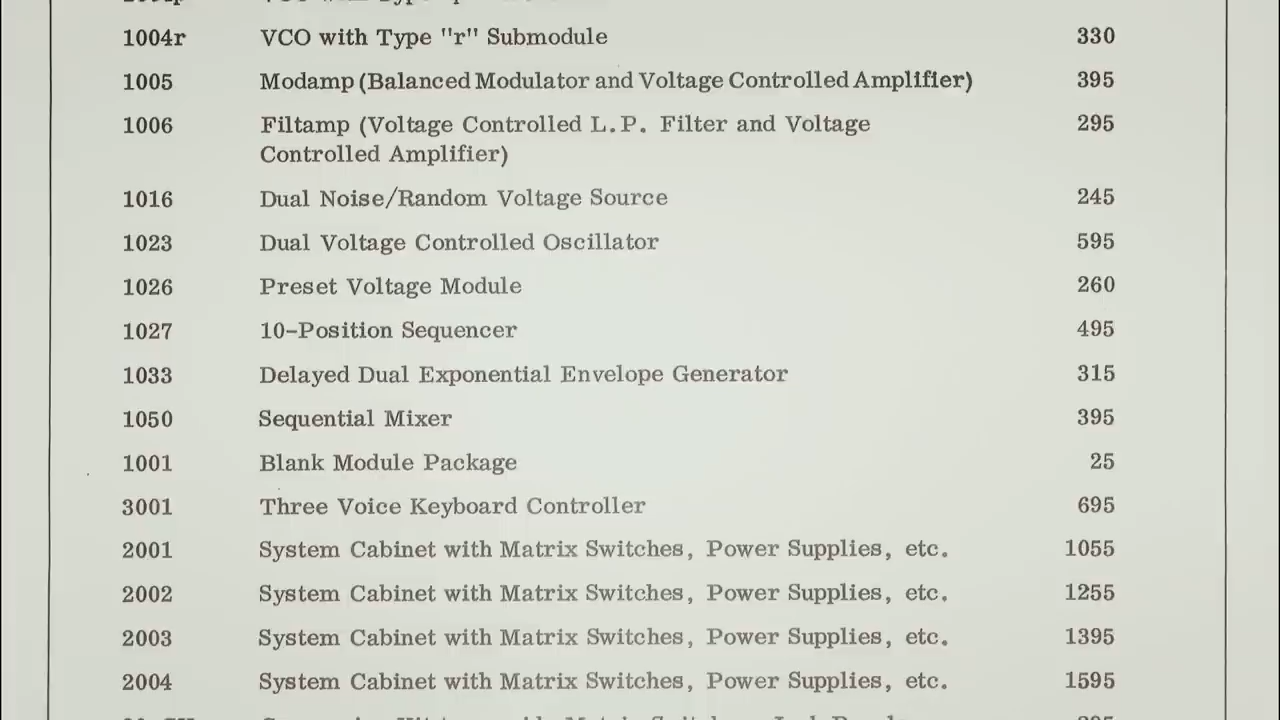 1004r VCO with Type "r" Submodule 330
1005 Modamp (Balanced Modulator and Voltage Controlled Amplifier) 395
1006 Filtamp (Voltage Controlled L.P. Filter and Voltage 295
Controlled Amplifier)
1016 Dual Noise/Random Voltage Source 245
1023 Dual Voltage Controlled Oscillator 595
1026 Preset Voltage Module 260
1027 10-Position Sequencer 495
1033 Delayed Dual Exponential Envelope Generator 315
1050 Sequential Mixer 395
1001 Blank Module Package 25
3001 Three Voice Keyboard Controller 695
2001 System Cabinet with Matrix Switches, Power Supplies, etc. 1055
2002 System Cabinet with Matrix Switches, Power Supplies, etc. 1255
2003 System Cabinet with Matrix Switches, Power Supplies, etc. 1395
2004 System Cabinet with Matrix Switches, Power Supplies, etc. 1595